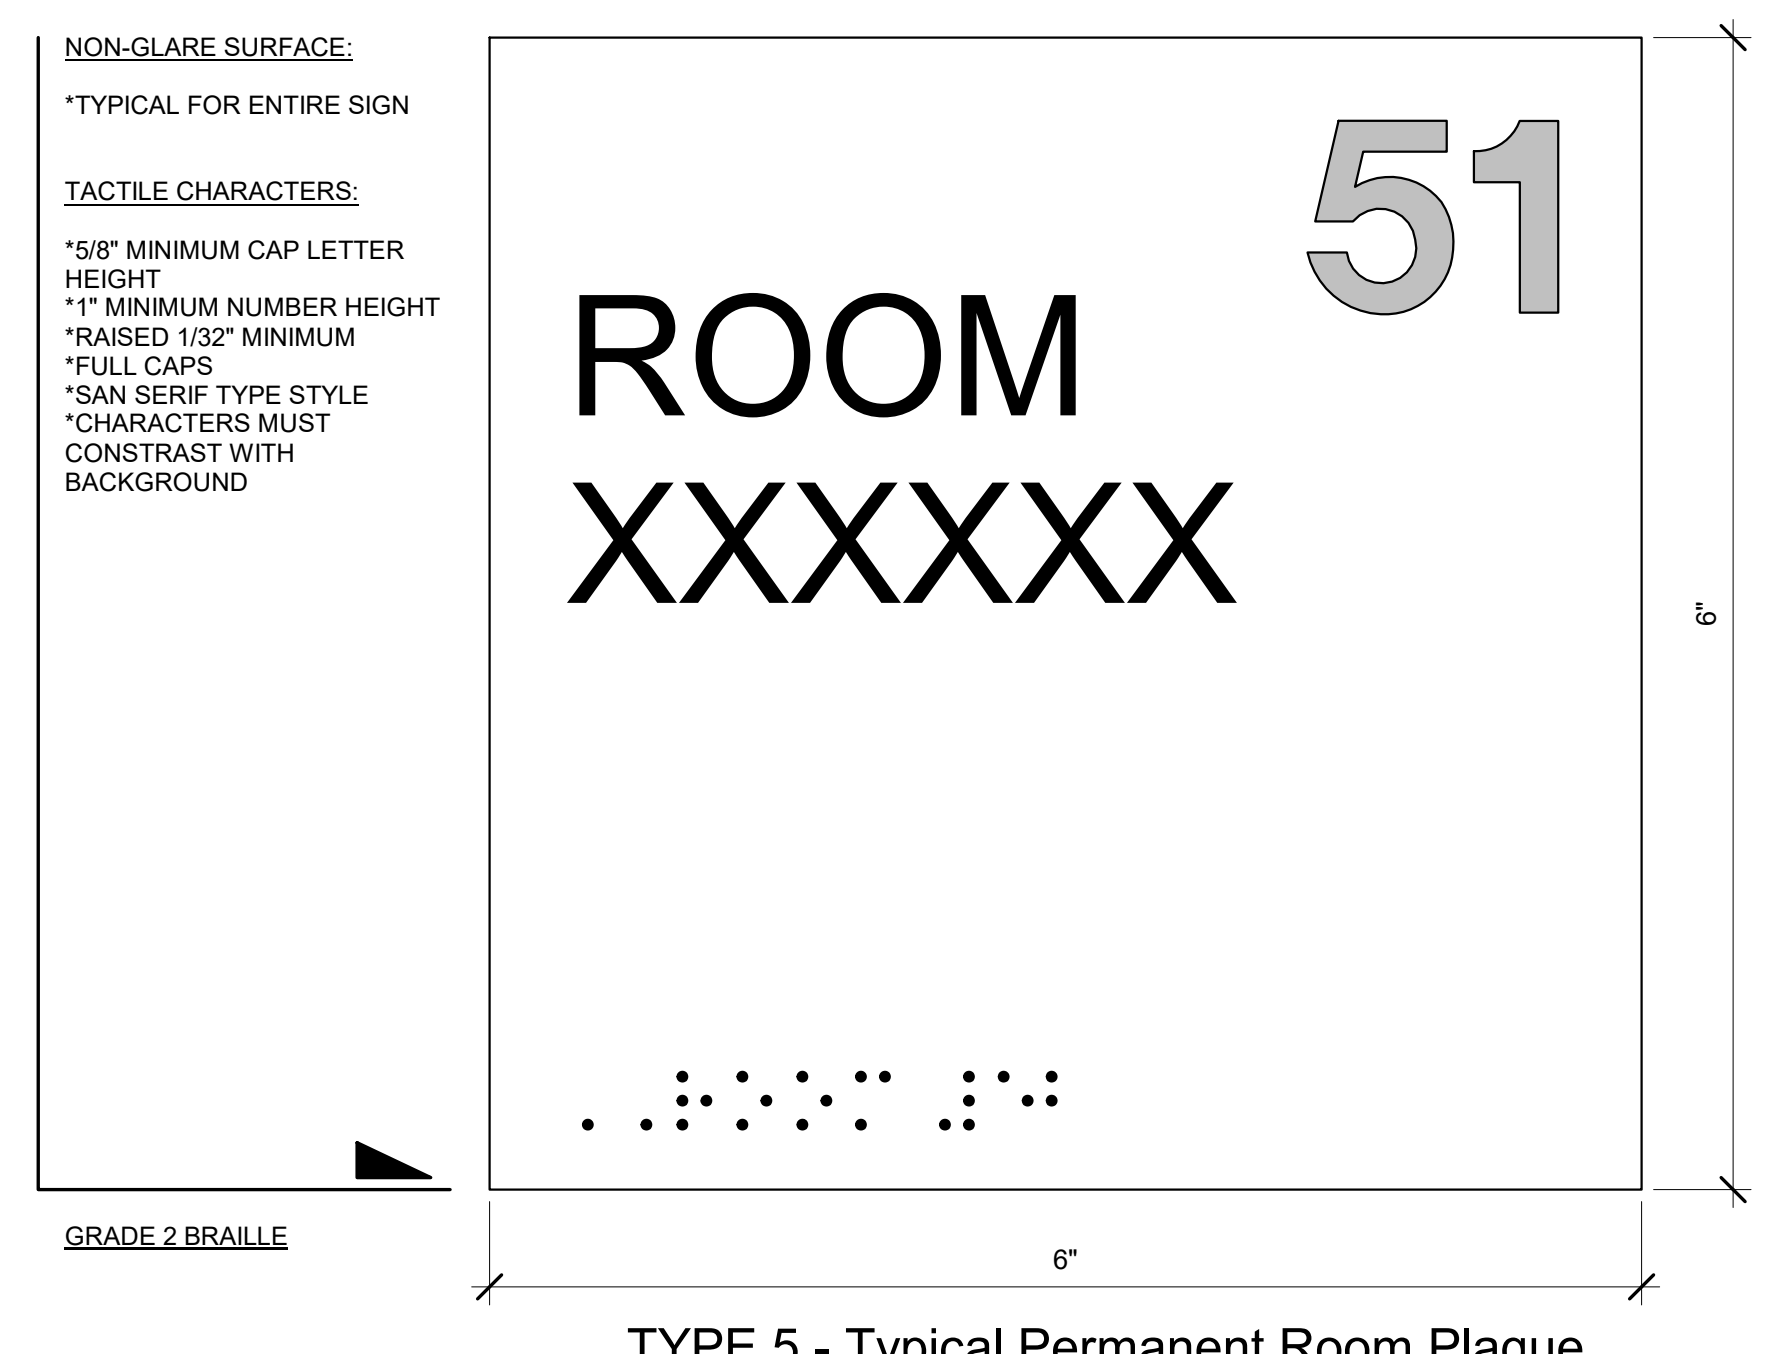 NON-GLARE SURFACE:
*TYPICAL FOR ENTIRE SIGN
TACTILE CHARACTERS:
*5/8" MINIMUM CAP LETTER
HEIGHT
*1" MINIMUM NUMBER HEIGHT
*RAISED 1/32" MINIMUM
*FULL CAPS
*SAN SERIF TYPE STYLE
*CHARACTERS MUST
CONSTRAST WITH
BACKGROUND
GRADE 2 BRAILLE
51
ROOM
XXXXXX
⠠⠠⠗⠕⠕⠍ ⠼⠑⠃
6"
6"
TYPE 5 - Typical Permanent Room Plaque